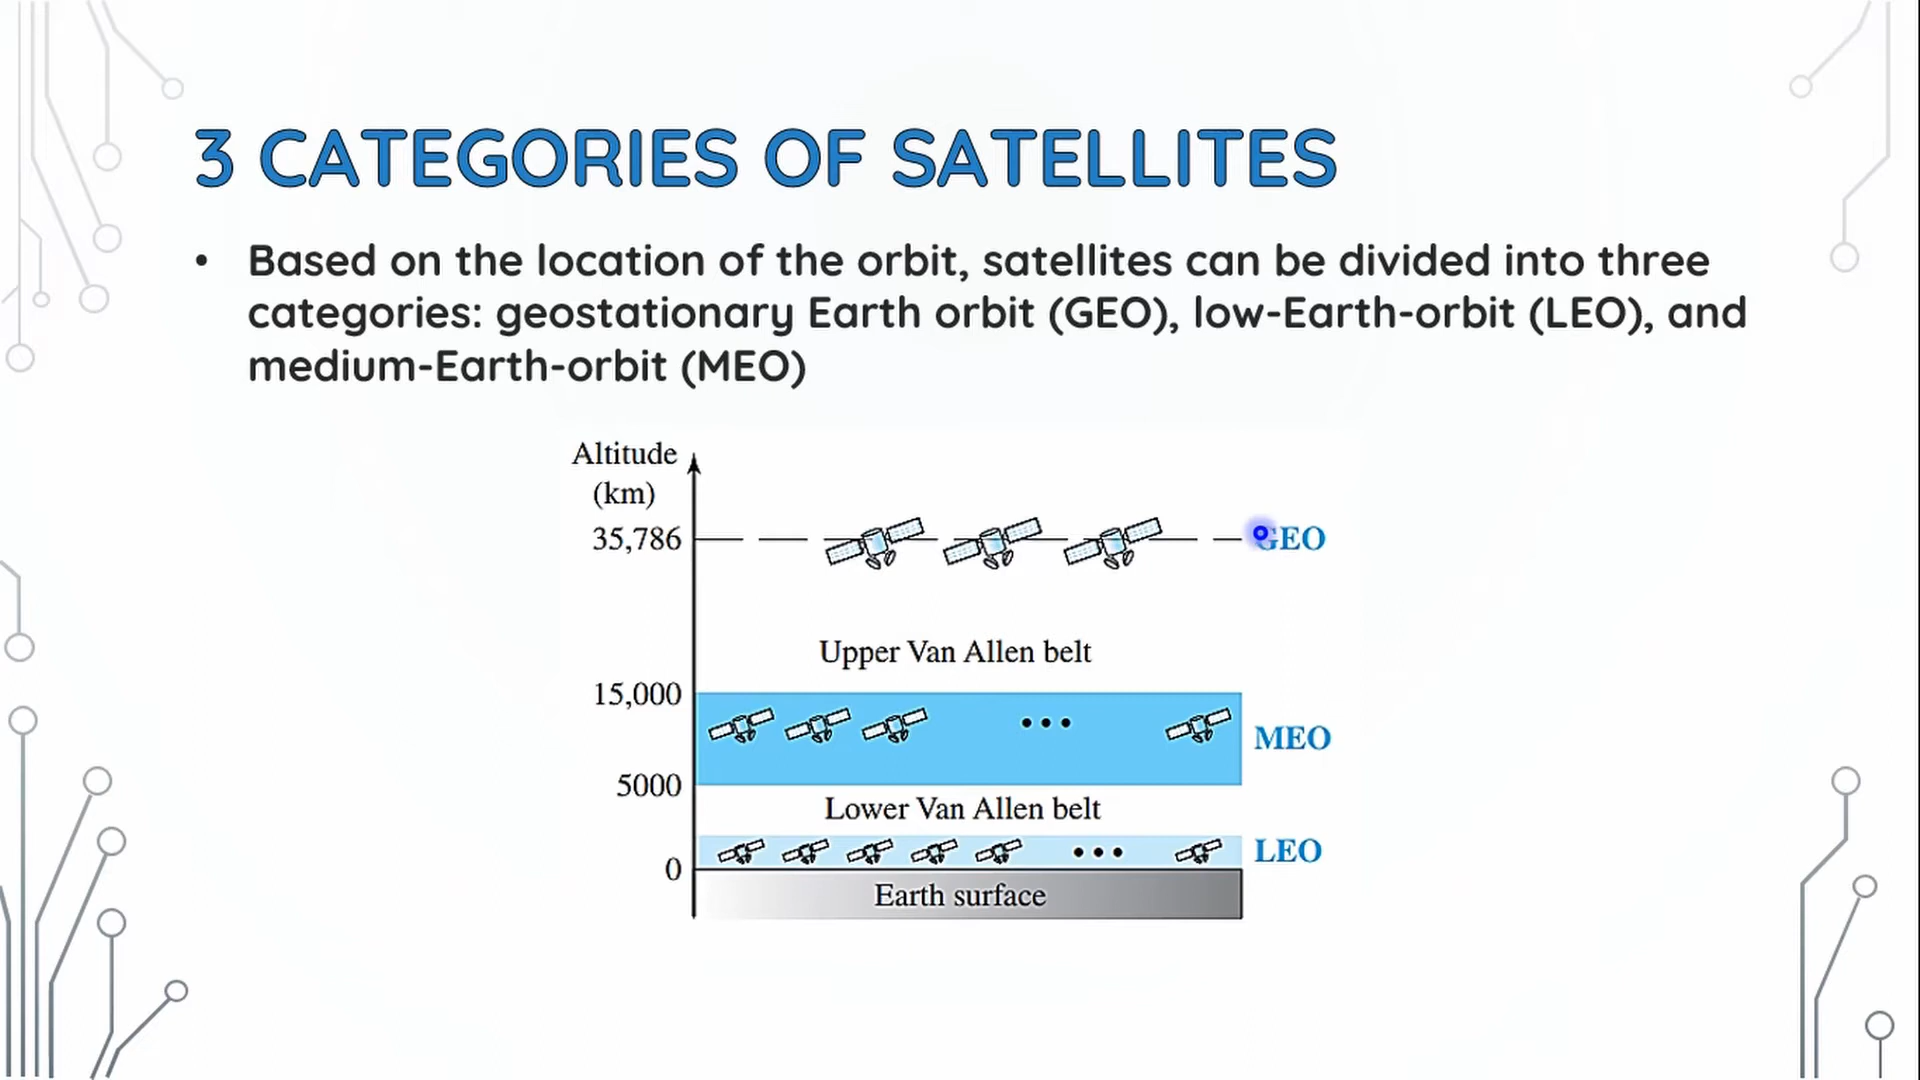 3 CATEGORIES OF SATELLITES
• Based on the location of the orbit, satellites can be divided into three
categories: geostationary Earth orbit (GEO), low-Earth-orbit (LEO), and
medium-Earth-orbit (MEO)
Altitude
(km)
35,786
GEO
Upper Van Allen belt
15,000
MEO
5000
Lower Van Allen belt
LEO
0
Earth surface